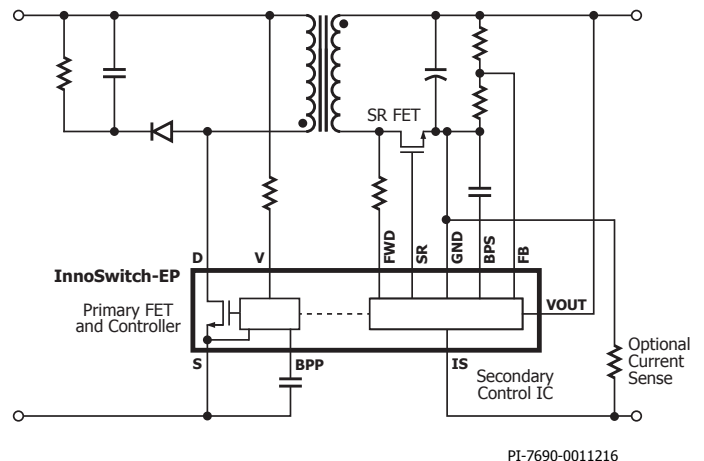 SR FET
D
V
FWD
SR
GND
BPS
FB
InnoSwitch-EP
VOUT
Primary FET
and Controller
S
BPP
IS
Secondary
Control IC
Optional
Current
Sense
PI-7690-0011216